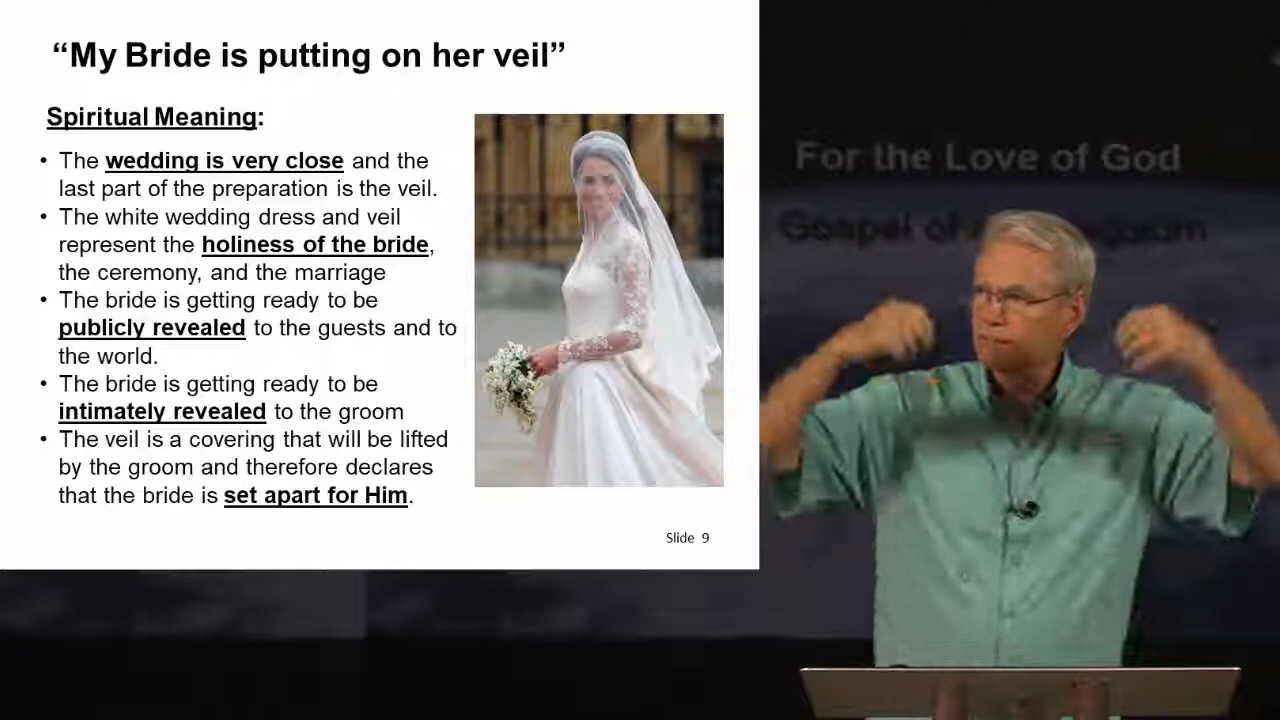 “My Bride is putting on her veil”
Spiritual Meaning:
• The wedding is very close and the
last part of the preparation is the veil.
• The white wedding dress and veil
represent the holiness of the bride,
the ceremony, and the marriage
• The bride is getting ready to be
publicly revealed to the guests and to
the world.
• The bride is getting ready to be
intimately revealed to the groom
• The veil is a covering that will be lifted
by the groom and therefore declares
that the bride is set apart for Him.
Slide 9
For the Love of God
Gospel of